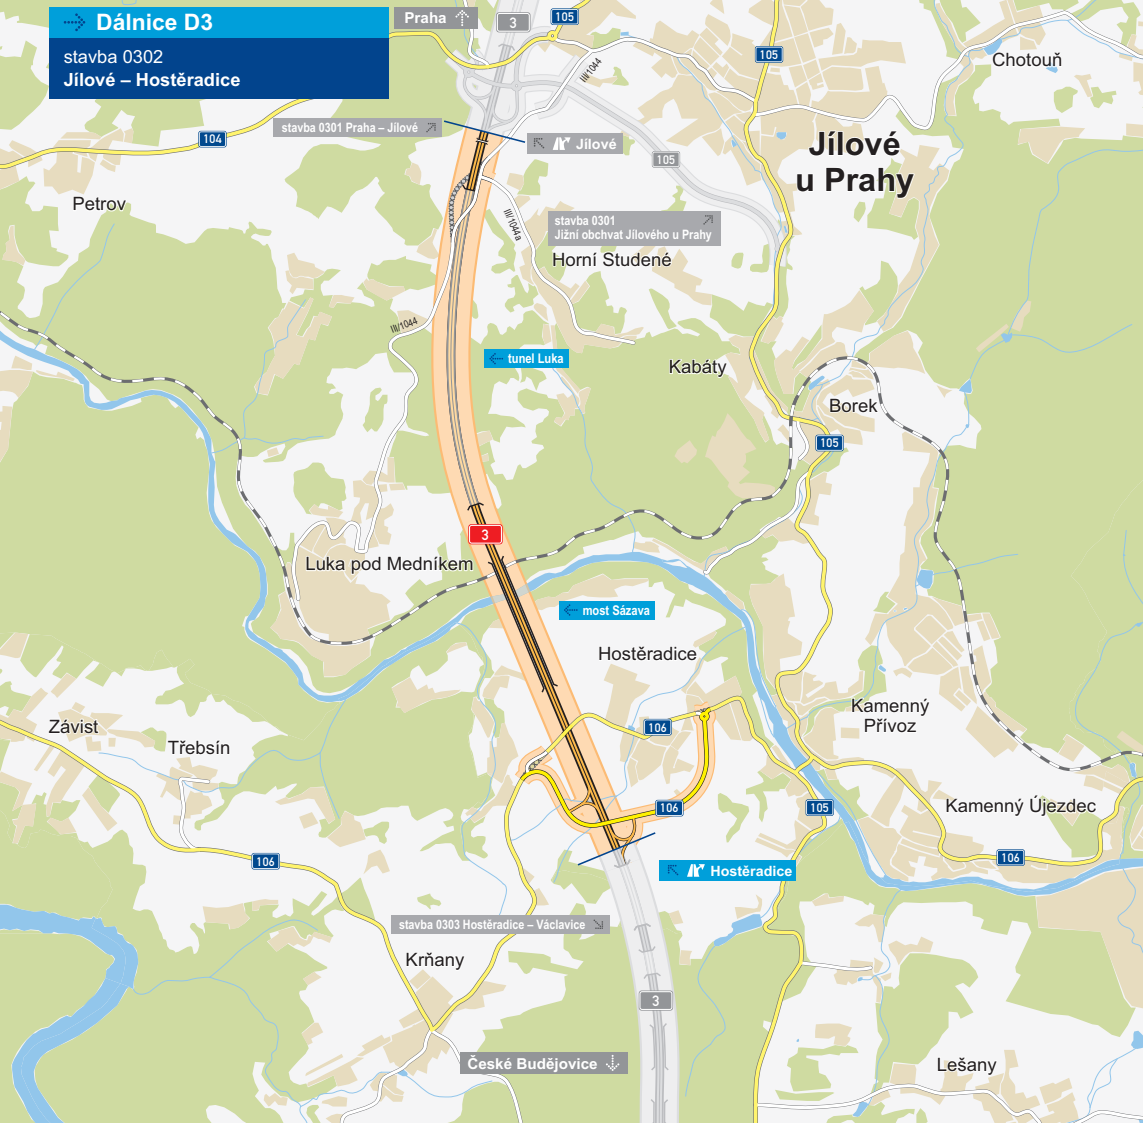 Dálnice D3
stavba 0302
Jílové – Hostěradice
Praha
3
105
105
Chotouň
III/1044
stavba 0301 Praha – Jílové
104
Jílové
105
Jílové
u Prahy
Petrov
III/1044a
stavba 0301
Jižní obchvat Jílového u Prahy
Horní Studené
III/1044
tunel Luka
Kabáty
Borek
105
3
Luka pod Medníkem
most Sázava
Hostěradice
Kamenný
Přívoz
Závist
106
Třebsín
106
105
Kamenný Újezdec
106
106
Hostěradice
stavba 0303 Hostěradice – Václavice
Krňany
3
České Budějovice
Lešany